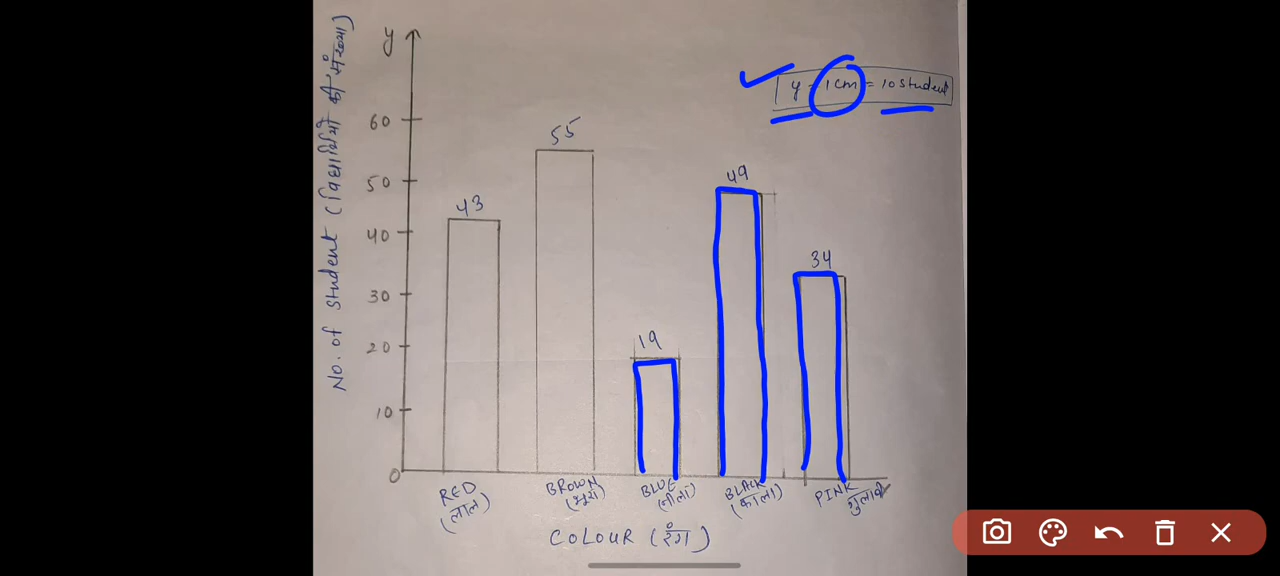 No. of student (विद्यार्थियों की संख्या)
y
y = 1cm = 10 student
60
50
40
30
20
10
0
43
55
19
49
34
RED
(लाल)
BROWN
(भूरा)
BLUE
(नीला)
BLACK
(काला)
PINK
गुलाबी
COLOUR (रंग)